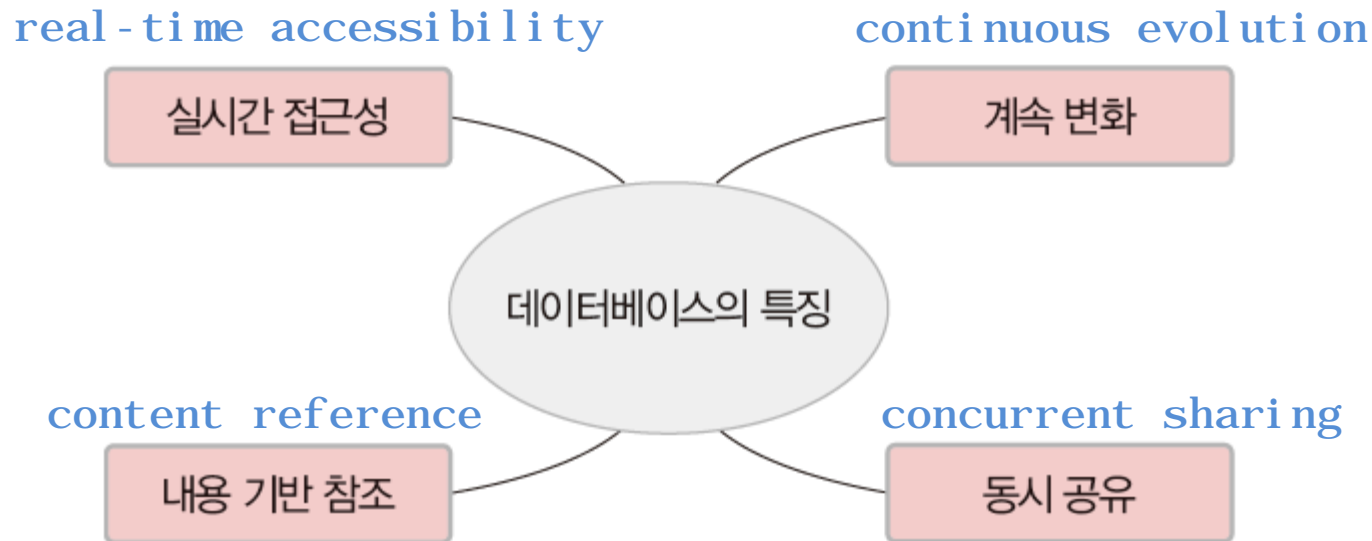 real-time accessibility
continuous evolution
실시간 접근성
계속 변화
데이터베이스의 특징
content reference
concurrent sharing
내용 기반 참조
동시 공유